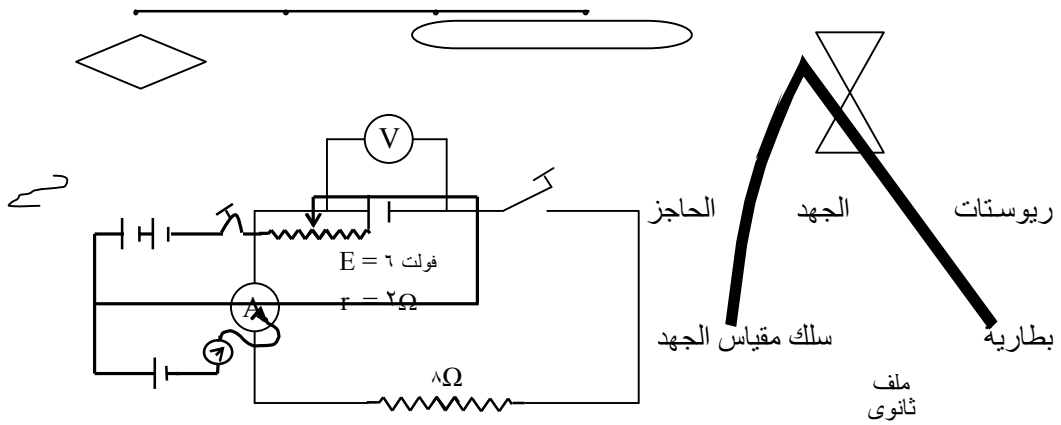 V
ريوستات الجهد الحاجز
E = ٦ فولت
r = ٢Ω
A
بطارية سلك مقياس الجهد
٨Ω
ملف
ثانوى